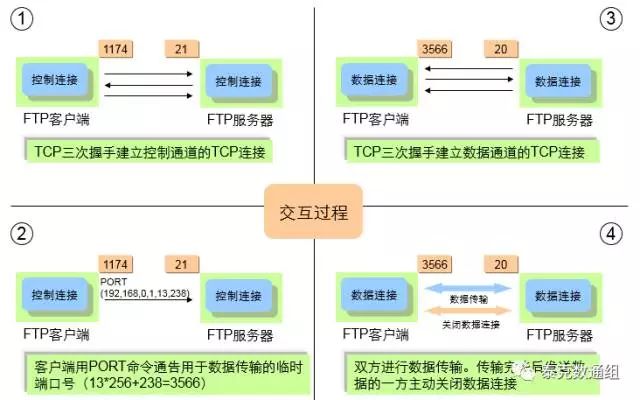 ①
1174
21
控制连接
控制连接
FTP客户端
FTP服务器
TCP三次握手建立控制通道的TCP连接
③
3566
20
数据连接
数据连接
FTP客户端
FTP服务器
TCP三次握手建立数据通道的TCP连接
交互过程
②
1174
21
PORT
(192,168,0,1,13,238)
控制连接
控制连接
FTP客户端
FTP服务器
客户端用PORT命令通告用于数据传输的临时
端口号（13*256+238=3566）
④
3566
20
数据连接
数据传输
数据连接
关闭数据连接
FTP客户端
FTP服务器
双方进行数据传输。传输完 后发送数
据的一方主动关闭数据连接
泰克数通组